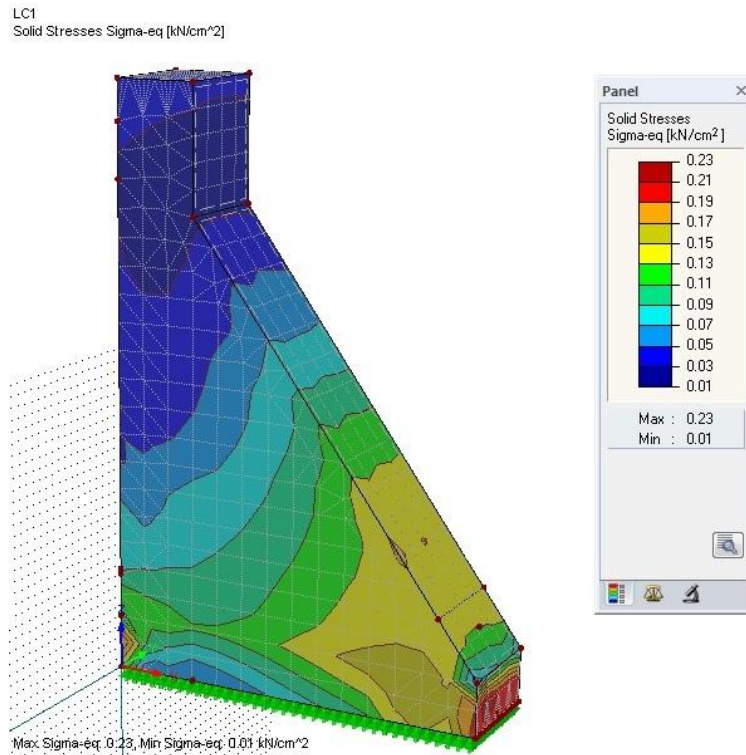 LC1
Solid Stresses Sigma-eq [kN/cm^2]
Panel
Solid Stresses
Sigma-eq [kN/cm²]
0.23
0.21
0.19
0.17
0.15
0.13
0.11
0.09
0.07
0.05
0.03
0.01
Max : 0.23
Min : 0.01
Max Sigma-eq: 0.23, Min Sigma-eq: 0.01 kN/cm^2